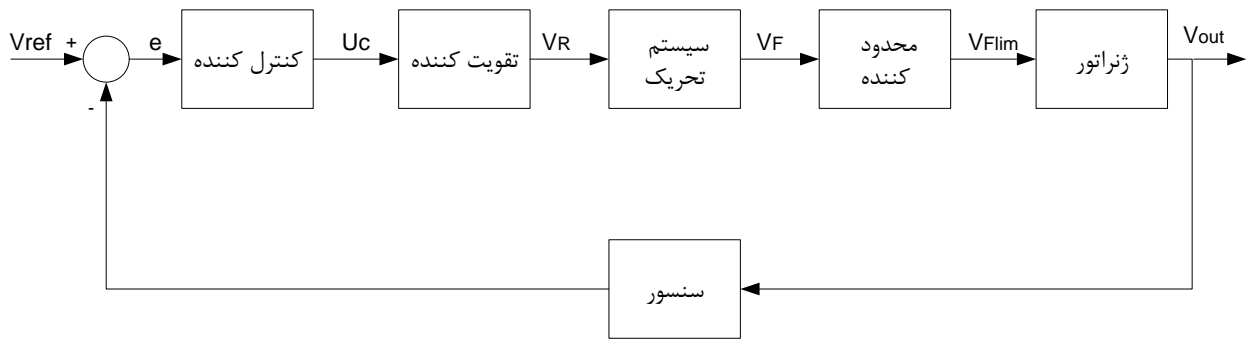 Vref
+
-
e
کنترل کننده
Uc
تقویت کننده
VR
سیستم
تحریک
VF
محدود
کننده
VFlim
ژنراتور
Vout
سنسور